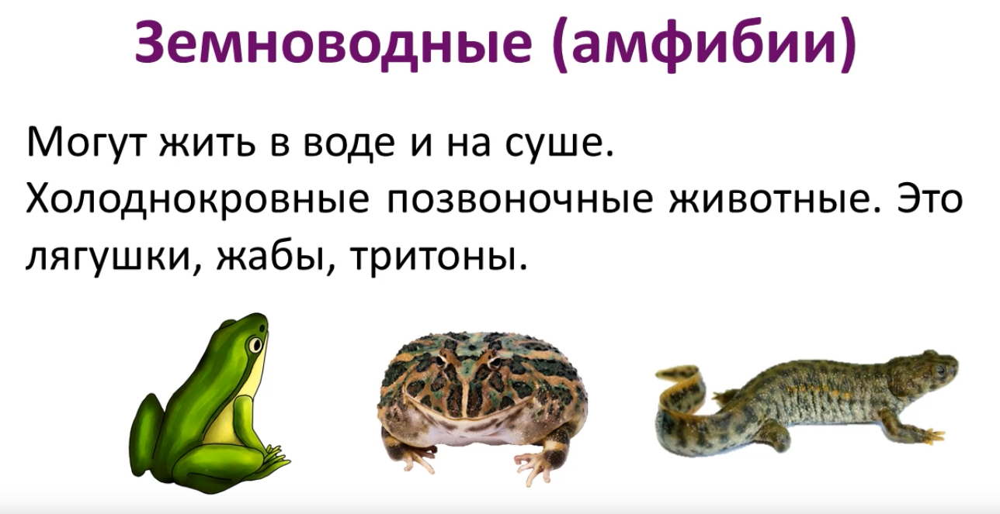 Земноводные (амфибии)
Могут жить в воде и на суше.
Холоднокровные позвоночные животные. Это
лягушки, жабы, тритоны.